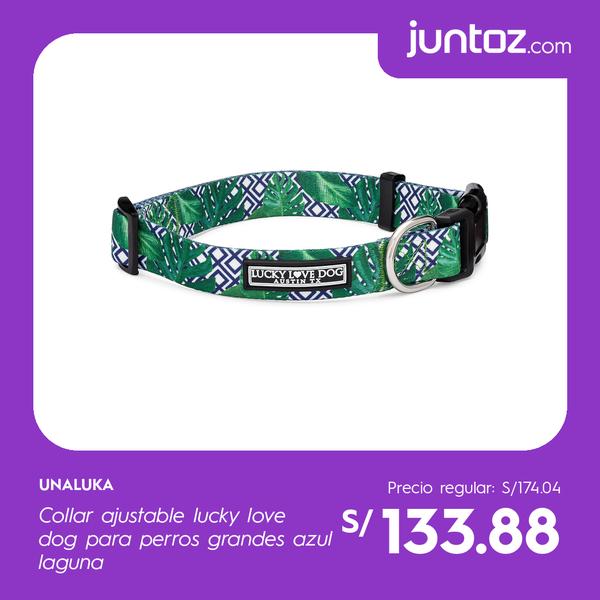 juntoz.com
LUCKY LOVE DOG
AUSTIN TX
UNALUKA
Collar ajustable lucky love
dog para perros grandes azul
laguna
Precio regular: S/174.04
S/133.88